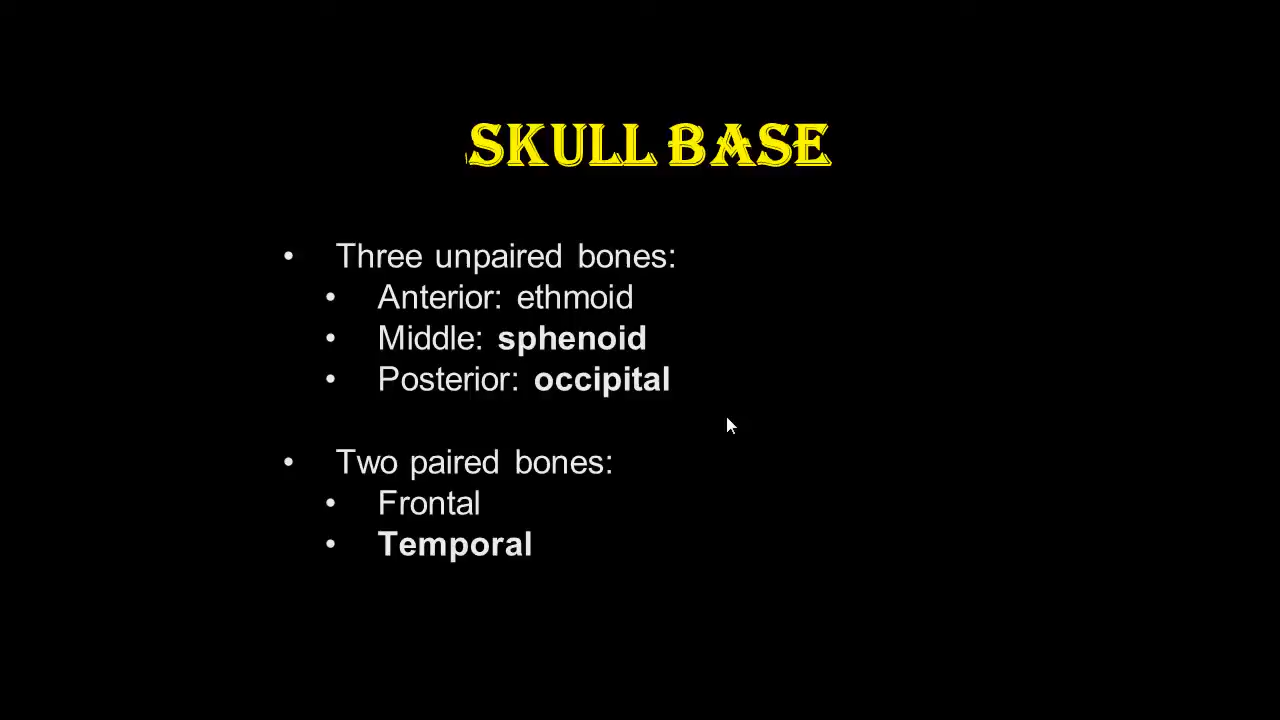 SKULL BASE
• Three unpaired bones:
• Anterior: ethmoid
• Middle: sphenoid
• Posterior: occipital
• Two paired bones:
• Frontal
• Temporal